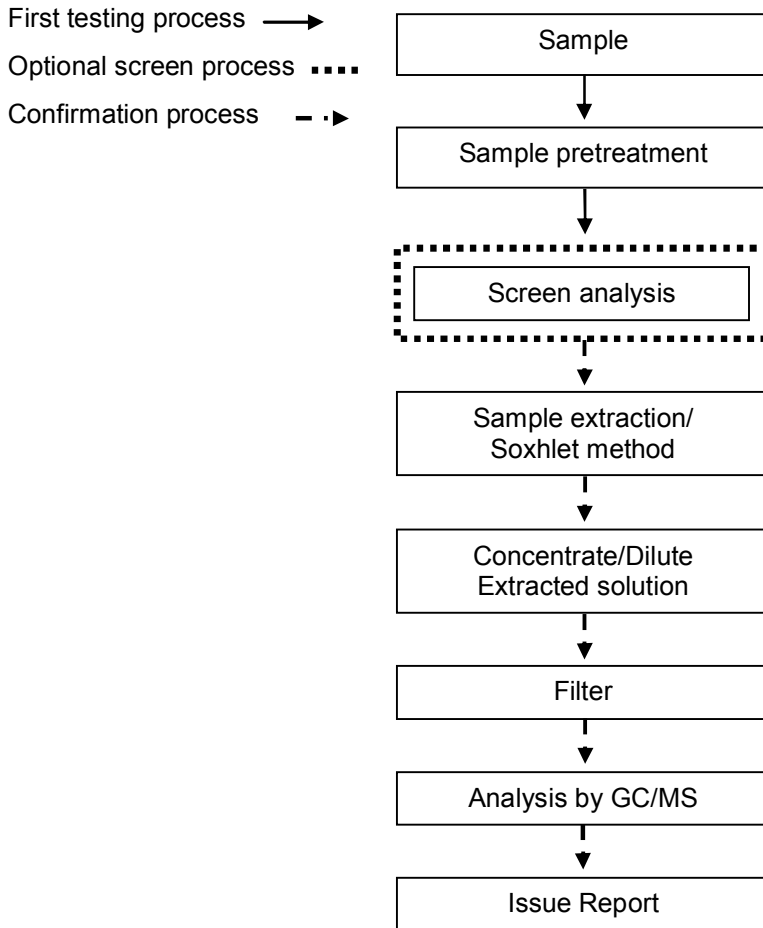 First testing process
Optional screen process
Confirmation process
Sample
Sample pretreatment
Screen analysis
Sample extraction/
Soxhlet method
Concentrate/Dilute
Extracted solution
Filter
Analysis by GC/MS
Issue Report